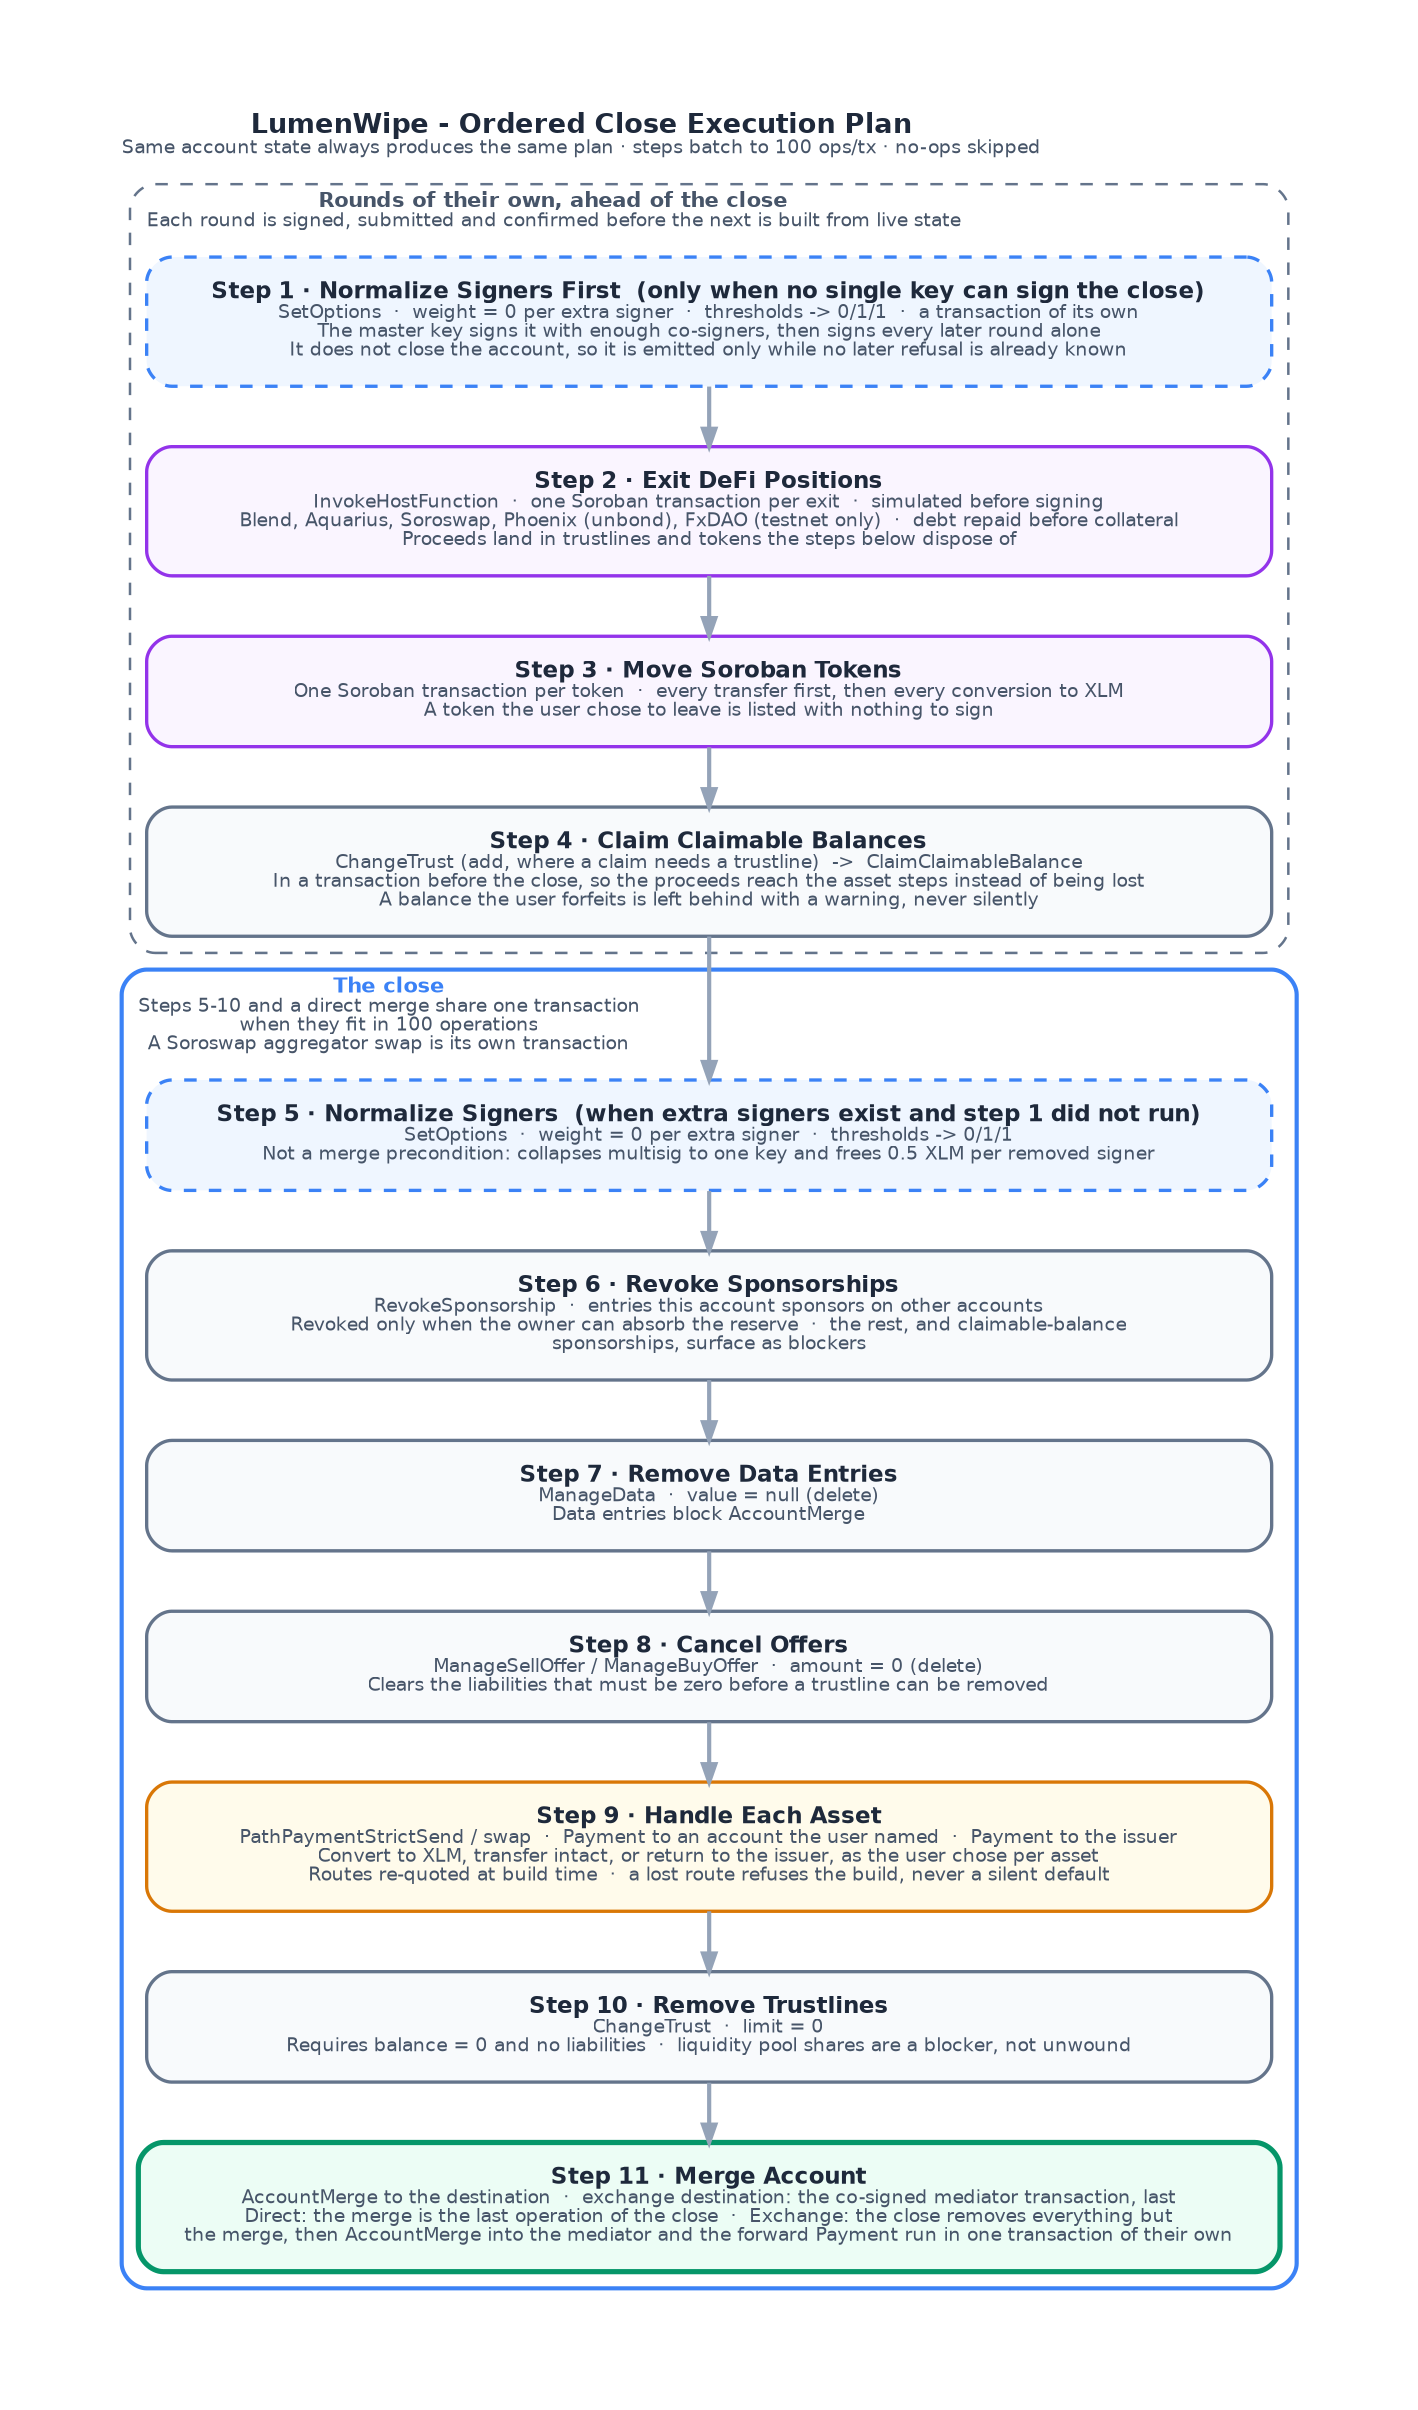 LumenWipe - Ordered Close Execution Plan
Same account state always produces the same plan · steps batch to 100 ops/tx · no-ops skipped
Rounds of their own, ahead of the close
Each round is signed, submitted and confirmed before the next is built from live state
Step 1 · Normalize Signers First  (only when no single key can sign the close)
SetOptions  ·  weight = 0 per extra signer  ·  thresholds -> 0/1/1  ·  a transaction of its own
The master key signs it with enough co-signers, then signs every later round alone
It does not close the account, so it is emitted only while no later refusal is already known
Step 2 · Exit DeFi Positions
InvokeHostFunction  ·  one Soroban transaction per exit  ·  simulated before signing
Blend, Aquarius, Soroswap, Phoenix (unbond), FxDAO (testnet only)  ·  debt repaid before collateral
Proceeds land in trustlines and tokens the steps below dispose of
Step 3 · Move Soroban Tokens
One Soroban transaction per token  ·  every transfer first, then every conversion to XLM
A token the user chose to leave is listed with nothing to sign
Step 4 · Claim Claimable Balances
ChangeTrust (add, where a claim needs a trustline)  ->  ClaimClaimableBalance
In a transaction before the close, so the proceeds reach the asset steps instead of being lost
A balance the user forfeits is left behind with a warning, never silently
The close
Steps 5-10 and a direct merge share one transaction
when they fit in 100 operations
A Soroswap aggregator swap is its own transaction
Step 5 · Normalize Signers  (when extra signers exist and step 1 did not run)
SetOptions  ·  weight = 0 per extra signer  ·  thresholds -> 0/1/1
Not a merge precondition: collapses multisig to one key and frees 0.5 XLM per removed signer
Step 6 · Revoke Sponsorships
RevokeSponsorship  ·  entries this account sponsors on other accounts
Revoked only when the owner can absorb the reserve  ·  the rest, and claimable-balance
sponsorships, surface as blockers
Step 7 · Remove Data Entries
ManageData  ·  value = null (delete)
Data entries block AccountMerge
Step 8 · Cancel Offers
ManageSellOffer / ManageBuyOffer  ·  amount = 0 (delete)
Clears the liabilities that must be zero before a trustline can be removed
Step 9 · Handle Each Asset
PathPaymentStrictSend / swap  ·  Payment to an account the user named  ·  Payment to the issuer
Convert to XLM, transfer intact, or return to the issuer, as the user chose per asset
Routes re-quoted at build time  ·  a lost route refuses the build, never a silent default
Step 10 · Remove Trustlines
ChangeTrust  ·  limit = 0
Requires balance = 0 and no liabilities  ·  liquidity pool shares are a blocker, not unwound
Step 11 · Merge Account
AccountMerge to the destination  ·  exchange destination: the co-signed mediator transaction, last
Direct: the merge is the last operation of the close  ·  Exchange: the close removes everything but
the merge, then AccountMerge into the mediator and the forward Payment run in one transaction of their own